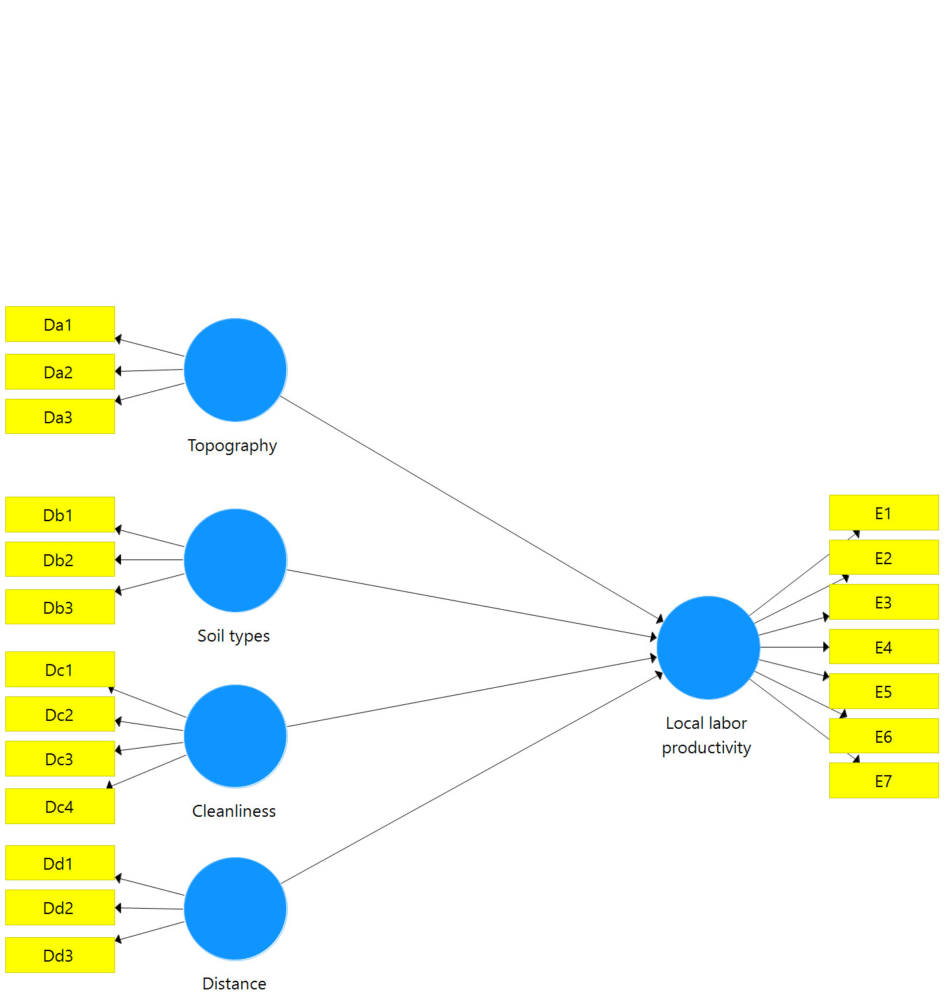 Da1
Da2
Da3
Topography
Db1
Db2
Db3
Soil types
Dc1
Dc2
Dc3
Dc4
Cleanliness
Dd1
Dd2
Dd3
Distance
Local labor
productivity
E1
E2
E3
E4
E5
E6
E7